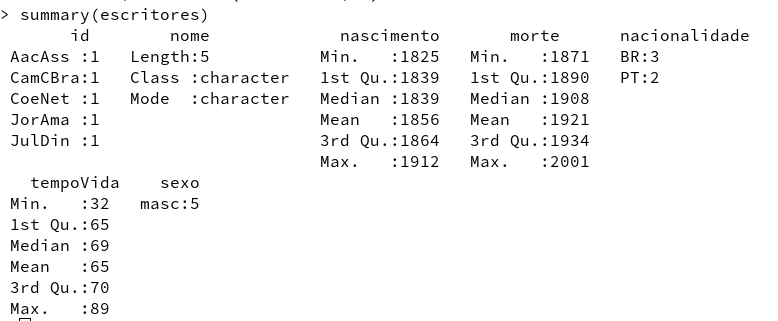 > summary(escritores)
id nome nascimento morte nacionalidade
AacAss :1 Length:5 Min. :1825 Min. :1871 BR:3
CamCBra:1 Class :character 1st Qu.:1839 1st Qu.:1890 PT:2
CoeNet :1 Mode :character Median :1839 Median :1908
JorAma :1 Mean :1856 Mean :1921
JulDin :1 3rd Qu.:1864 3rd Qu.:1934
Max. :1912 Max. :2001
tempoVida sexo
Min. :32 masc:5
1st Qu.:65
Median :69
Mean :65
3rd Qu.:70
Max. :89